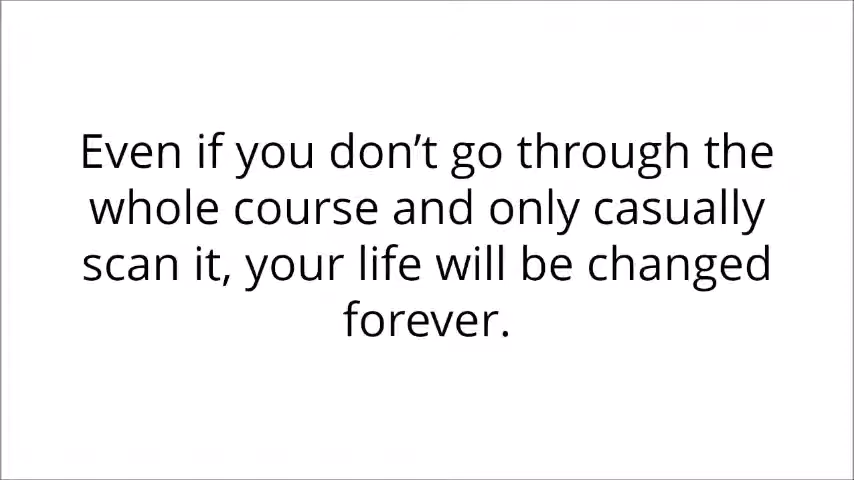 Even if you don’t go through the
whole course and only casually
scan it, your life will be changed
forever.